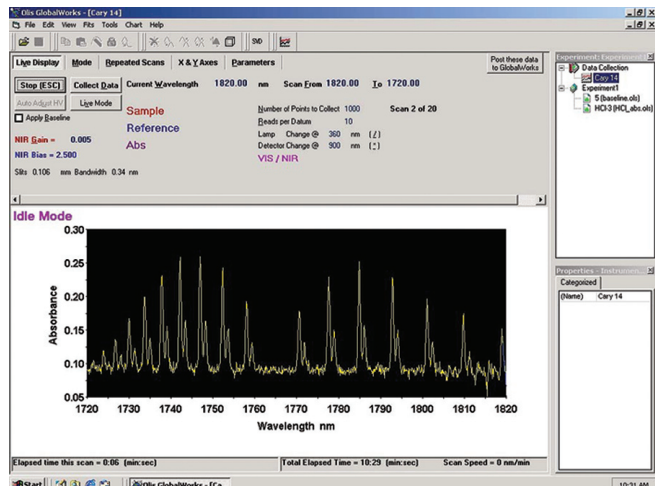 Olis GlobalWorks - [Cary 14]
File Edit View Fits Tools Chart Help
SVD
Live Display Mode Repeated Scans X & Y Axes Parameters
Post these data to GlobalWorks
Stop (ESC) Collect Data Current Wavelength 1820.00 nm Scan From 1820.00 To 1720.00
Auto Adjust HV Live Mode
Apply Baseline
Sample
Reference
Abs
Number of Points to Collect 1000 Scan 2 of 20
Reads per Datum 10
Lamp Change @ 360 nm (/)
Detector Change @ 900 nm
VIS / NIR
NIR Gain = 0.005
NIR Bias = 2.500
Slits 0.106 mm Bandwidth 0.34 nm
Idle Mode
0.30
0.25
0.20
0.15
0.10
0.05
Absorbance
1720 1730 1740 1750 1760 1770 1780 1790 1800 1810 1820
Wavelength nm
Elapsed time this scan = 0:06 (min:sec) Total Elapsed Time = 10:29 (min:sec) Scan Speed = 0 nm/min
Experiment: Experiment
Data Collection
Cary 14
Experiment1
5 (baseline.ols)
HCl-3 (HCl_abs.ols)
Properties - Instrumen...
Categorized
(Name) Cary 14
Start Olis GlobalWorks - [Ca... 10:31 AM